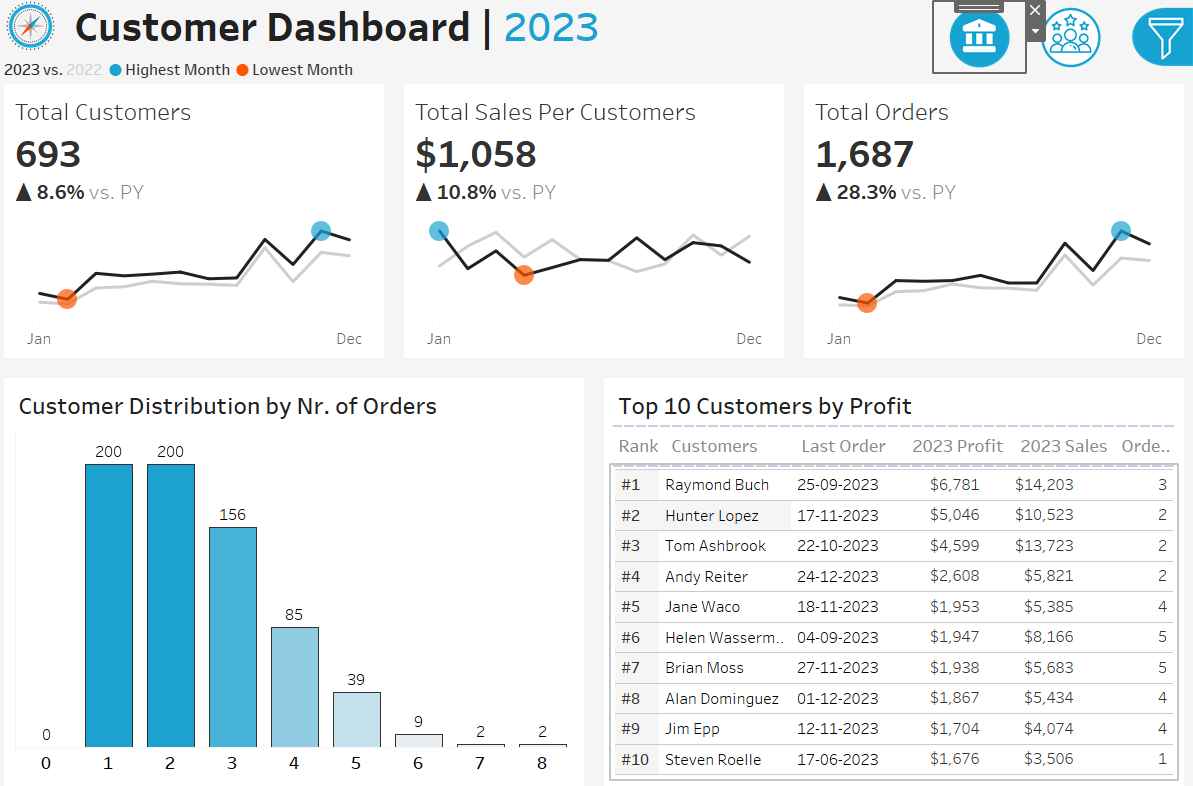 Customer Dashboard | 2023
2023 vs. 2022 Highest Month Lowest Month
Total Customers
693
▲ 8.6% vs. PY
Jan Dec
Total Sales Per Customers
$1,058
▲ 10.8% vs. PY
Jan Dec
Total Orders
1,687
▲ 28.3% vs. PY
Jan Dec
Customer Distribution by Nr. of Orders
0 200 200 156 85 39 9 2 2
0 1 2 3 4 5 6 7 8
Top 10 Customers by Profit
Rank Customers Last Order 2023 Profit 2023 Sales Orde..
#1 Raymond Buch 25-09-2023 $6,781 $14,203 3
#2 Hunter Lopez 17-11-2023 $5,046 $10,523 2
#3 Tom Ashbrook 22-10-2023 $4,599 $13,723 2
#4 Andy Reiter 24-12-2023 $2,608 $5,821 2
#5 Jane Waco 18-11-2023 $1,953 $5,385 4
#6 Helen Wasserm.. 04-09-2023 $1,947 $8,166 5
#7 Brian Moss 27-11-2023 $1,938 $5,683 5
#8 Alan Dominguez 01-12-2023 $1,867 $5,434 4
#9 Jim Epp 12-11-2023 $1,704 $4,074 4
#10 Steven Roelle 17-06-2023 $1,676 $3,506 1